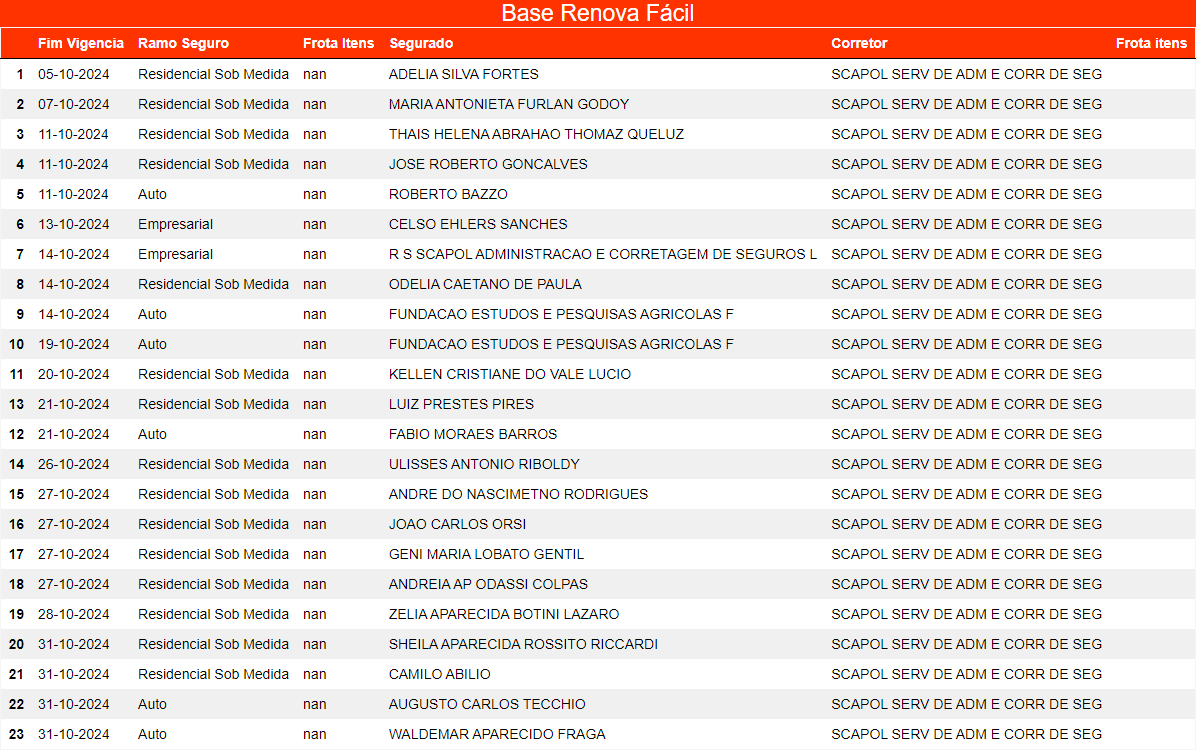 Base Renova Fácil
Fim Vigencia Ramo Seguro Frota Itens Segurado Corretor Frota itens
1 05-10-2024 Residencial Sob Medida nan ADELIA SILVA FORTES SCAPOL SERV DE ADM E CORR DE SEG
2 07-10-2024 Residencial Sob Medida nan MARIA ANTONIETA FURLAN GODOY SCAPOL SERV DE ADM E CORR DE SEG
3 11-10-2024 Residencial Sob Medida nan THAIS HELENA ABRAHAO THOMAZ QUELUZ SCAPOL SERV DE ADM E CORR DE SEG
4 11-10-2024 Residencial Sob Medida nan JOSE ROBERTO GONCALVES SCAPOL SERV DE ADM E CORR DE SEG
5 11-10-2024 Auto nan ROBERTO BAZZO SCAPOL SERV DE ADM E CORR DE SEG
6 13-10-2024 Empresarial nan CELSO EHLERS SANCHES SCAPOL SERV DE ADM E CORR DE SEG
7 14-10-2024 Empresarial nan R S SCAPOL ADMINISTRACAO E CORRETAGEM DE SEGUROS L SCAPOL SERV DE ADM E CORR DE SEG
8 14-10-2024 Residencial Sob Medida nan ODELIA CAETANO DE PAULA SCAPOL SERV DE ADM E CORR DE SEG
9 14-10-2024 Auto nan FUNDACAO ESTUDOS E PESQUISAS AGRICOLAS F SCAPOL SERV DE ADM E CORR DE SEG
10 19-10-2024 Auto nan FUNDACAO ESTUDOS E PESQUISAS AGRICOLAS F SCAPOL SERV DE ADM E CORR DE SEG
11 20-10-2024 Residencial Sob Medida nan KELLEN CRISTIANE DO VALE LUCIO SCAPOL SERV DE ADM E CORR DE SEG
13 21-10-2024 Residencial Sob Medida nan LUIZ PRESTES PIRES SCAPOL SERV DE ADM E CORR DE SEG
12 21-10-2024 Auto nan FABIO MORAES BARROS SCAPOL SERV DE ADM E CORR DE SEG
14 26-10-2024 Residencial Sob Medida nan ULISSES ANTONIO RIBOLDY SCAPOL SERV DE ADM E CORR DE SEG
15 27-10-2024 Residencial Sob Medida nan ANDRE DO NASCIMETNO RODRIGUES SCAPOL SERV DE ADM E CORR DE SEG
16 27-10-2024 Residencial Sob Medida nan JOAO CARLOS ORSI SCAPOL SERV DE ADM E CORR DE SEG
17 27-10-2024 Residencial Sob Medida nan GENI MARIA LOBATO GENTIL SCAPOL SERV DE ADM E CORR DE SEG
18 27-10-2024 Residencial Sob Medida nan ANDREIA AP ODASSI COLPAS SCAPOL SERV DE ADM E CORR DE SEG
19 28-10-2024 Residencial Sob Medida nan ZELIA APARECIDA BOTINI LAZARO SCAPOL SERV DE ADM E CORR DE SEG
20 31-10-2024 Residencial Sob Medida nan SHEILA APARECIDA ROSSITO RICCARDI SCAPOL SERV DE ADM E CORR DE SEG
21 31-10-2024 Residencial Sob Medida nan CAMILO ABILIO SCAPOL SERV DE ADM E CORR DE SEG
22 31-10-2024 Auto nan AUGUSTO CARLOS TECCHIO SCAPOL SERV DE ADM E CORR DE SEG
23 31-10-2024 Auto nan WALDEMAR APARECIDO FRAGA SCAPOL SERV DE ADM E CORR DE SEG